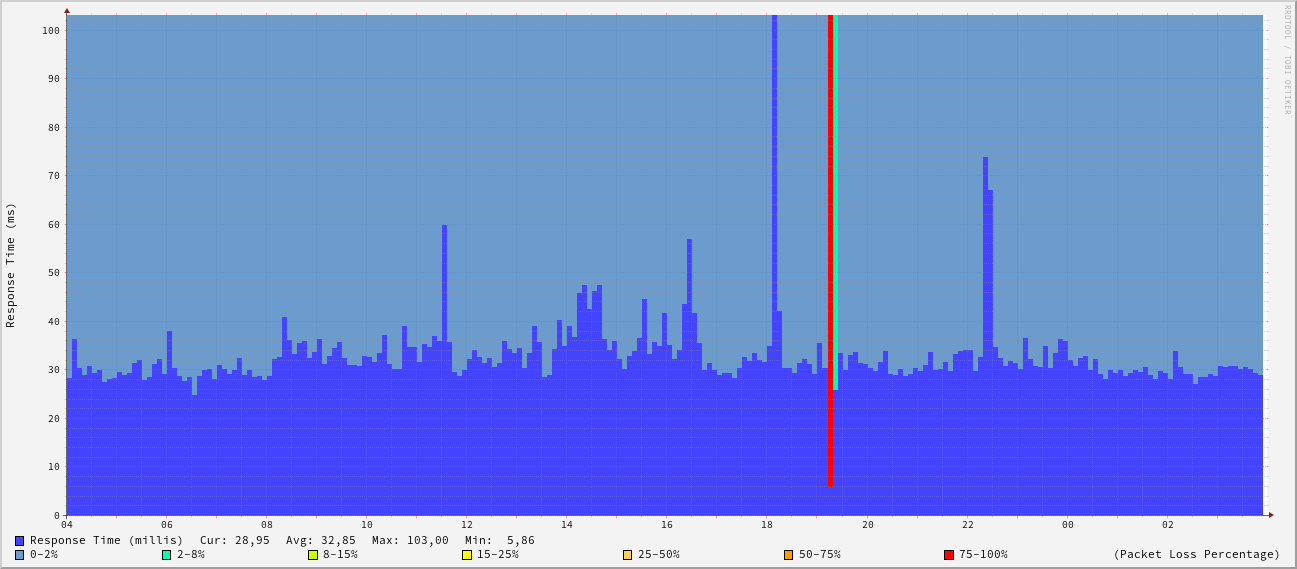 RRDTOOL / TOBI OETIKER
Response Time (ms)
100
90
80
70
60
50
40
30
20
10
0
04 06 08 10 12 14 16 18 20 22 00 02
Response Time (millis) Cur: 28,95 Avg: 32,85 Max: 103,00 Min: 5,86
0-2% 2-8% 8-15% 15-25% 25-50% 50-75% 75-100% (Packet Loss Percentage)